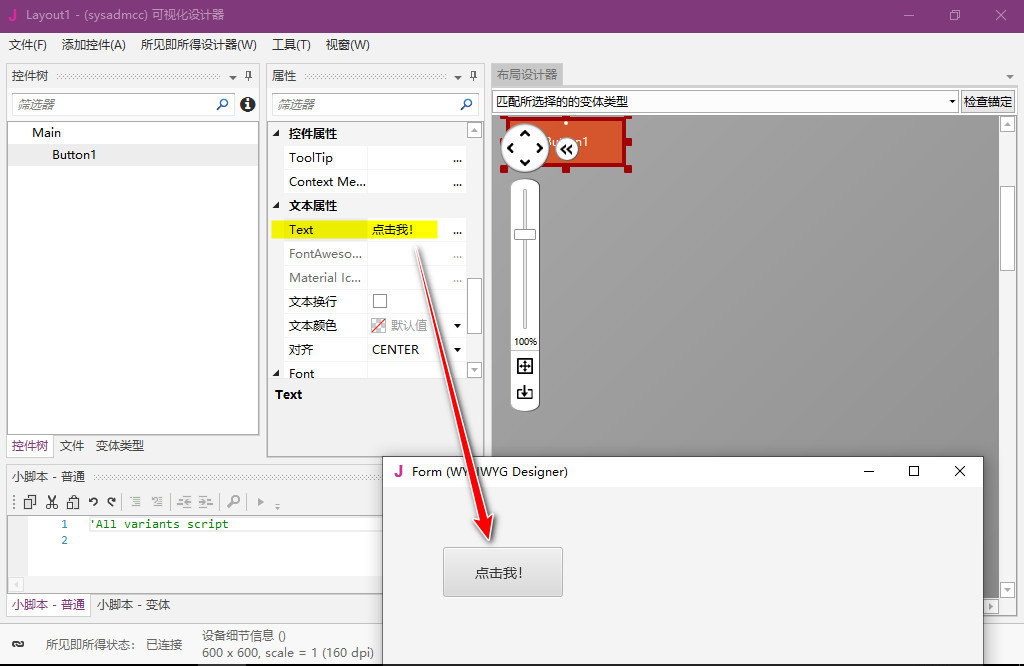 Layout1 - (sysadmcc) 可视化设计器
文件(F) 添加控件(A) 所见即所得设计器(W) 工具(T) 视窗(W)
控件树
筛选器
Main
Button1
控件树 文件 变体类型
属性
筛选器
控件属性
ToolTip ...
Context Me... ...
文本属性
Text 点击我! ...
FontAweso... ...
Material Ic... ...
文本换行
文本颜色 默认值
对齐 CENTER
Font
Text
布局设计器
匹配所选择的的变体类型 检查锚定
100%
小脚本 - 普通
1 'All variants script
2
小脚本 - 普通 小脚本 - 变体
所见即所得状态: 已连接
设备细节信息 ()
600 x 600, scale = 1 (160 dpi)
Designer)
点击我!